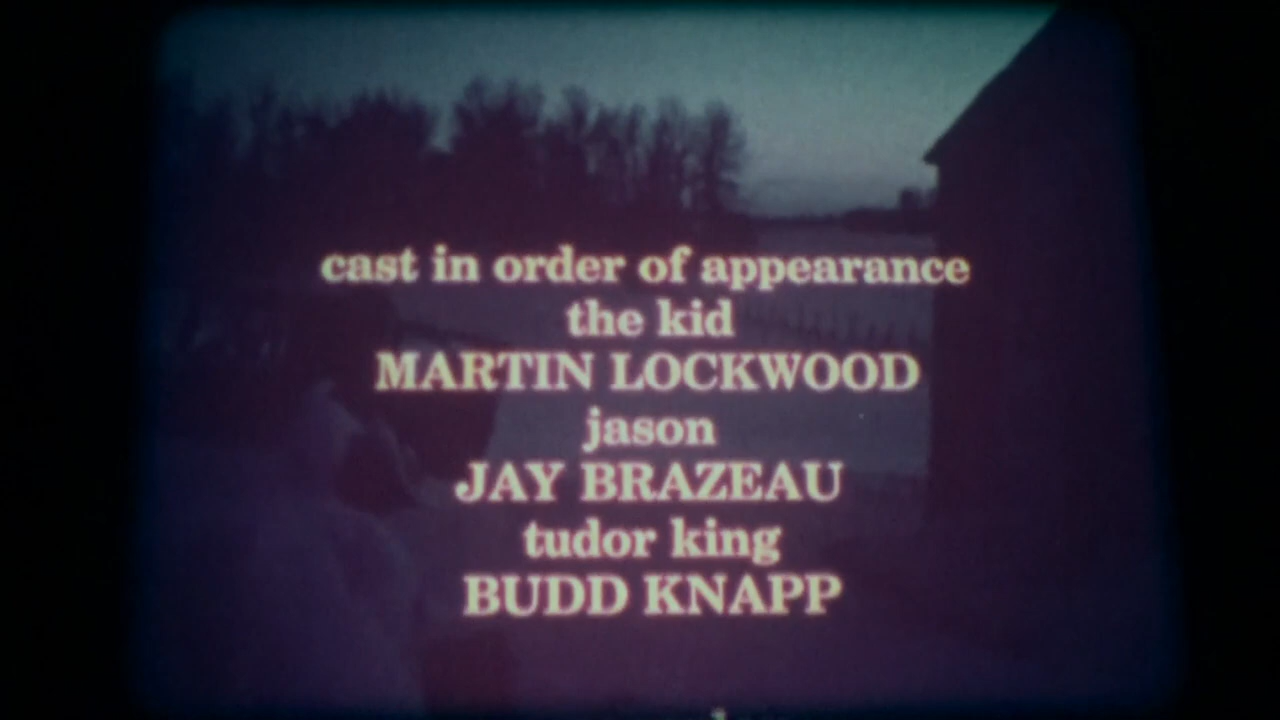 cast in order of appearance
the kid
MARTIN LOCKWOOD
jason
JAY BRAZEAU
tudor king
BUDD KNAPP